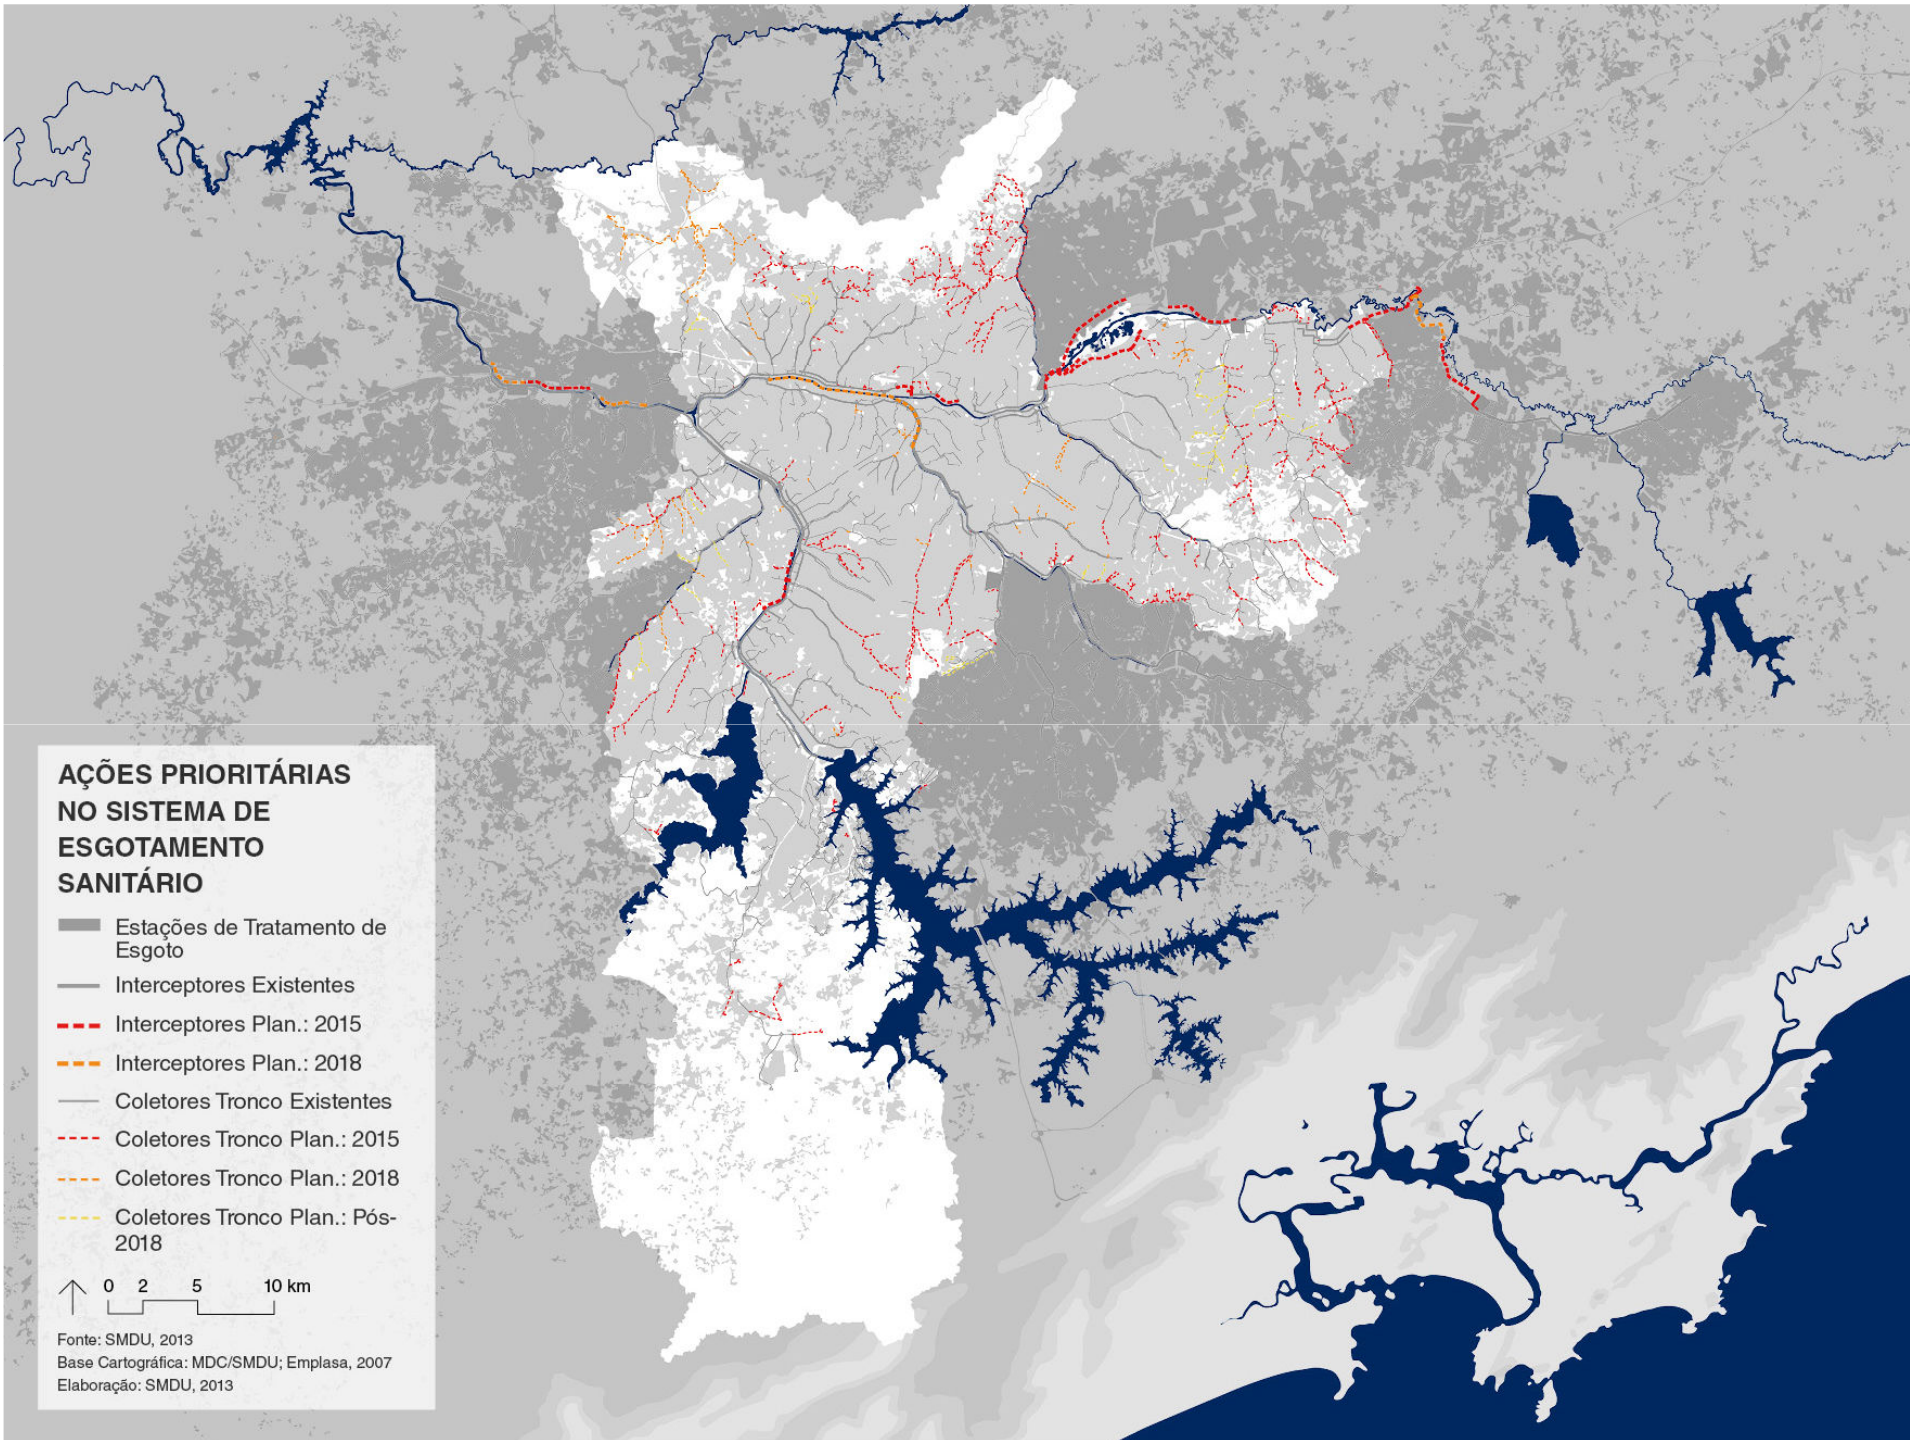 AÇÕES PRIORITÁRIAS
NO SISTEMA DE
ESGOTAMENTO
SANITÁRIO
Estações de Tratamento de
Esgoto
Interceptores Existentes
Interceptores Plan.: 2015
Interceptores Plan.: 2018
Coletores Tronco Existentes
Coletores Tronco Plan.: 2015
Coletores Tronco Plan.: 2018
Coletores Tronco Plan.: Pós-
2018
0 2 5 10 km
Fonte: SMDU, 2013
Base Cartográfica: MDC/SMDU; Emplasa, 2007
Elaboração: SMDU, 2013